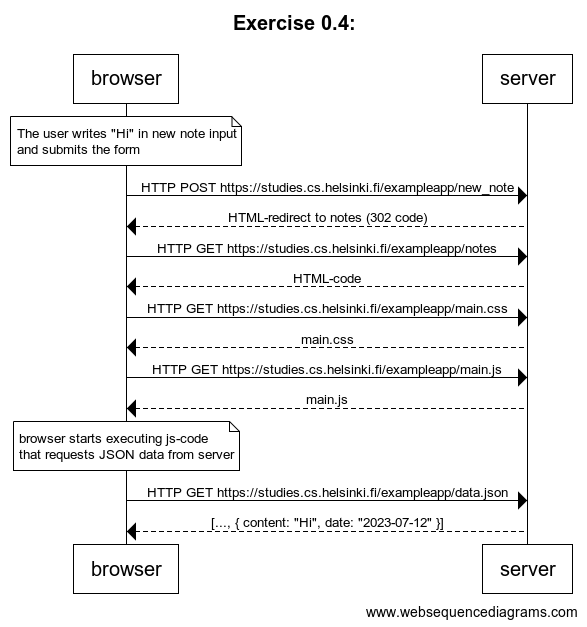 Exercise 0.4:
browser
server
The user writes "Hi" in new note input
and submits the form
HTTP POST https://studies.cs.helsinki.fi/exampleapp/new_note
HTML-redirect to notes (302 code)
HTTP GET https://studies.cs.helsinki.fi/exampleapp/notes
HTML-code
HTTP GET https://studies.cs.helsinki.fi/exampleapp/main.css
main.css
HTTP GET https://studies.cs.helsinki.fi/exampleapp/main.js
main.js
browser starts executing js-code
that requests JSON data from server
HTTP GET https://studies.cs.helsinki.fi/exampleapp/data.json
[..., { content: "Hi", date: "2023-07-12" }]
browser
server
www.websequencediagrams.com